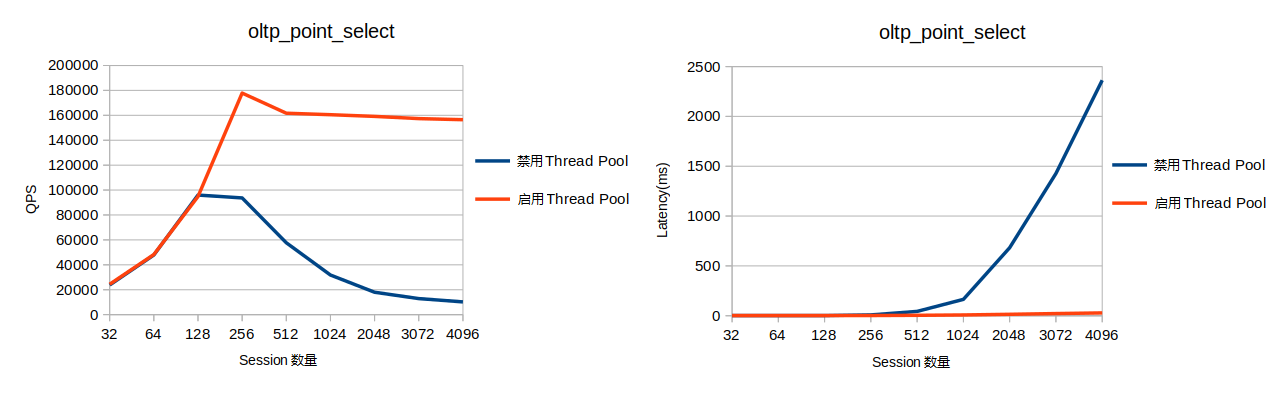 oltp_point_select
200000
180000
160000
140000
120000
100000
80000
60000
40000
20000
0
QPS
32 64 128 256 512 1024 2048 3072 4096
Session 数量
禁用Thread Pool
启用Thread Pool
oltp_point_select
2500
2000
1500
1000
500
0
Latency(ms)
32 64 128 256 512 1024 2048 3072 4096
Session 数量
禁用Thread Pool
启用Thread Pool